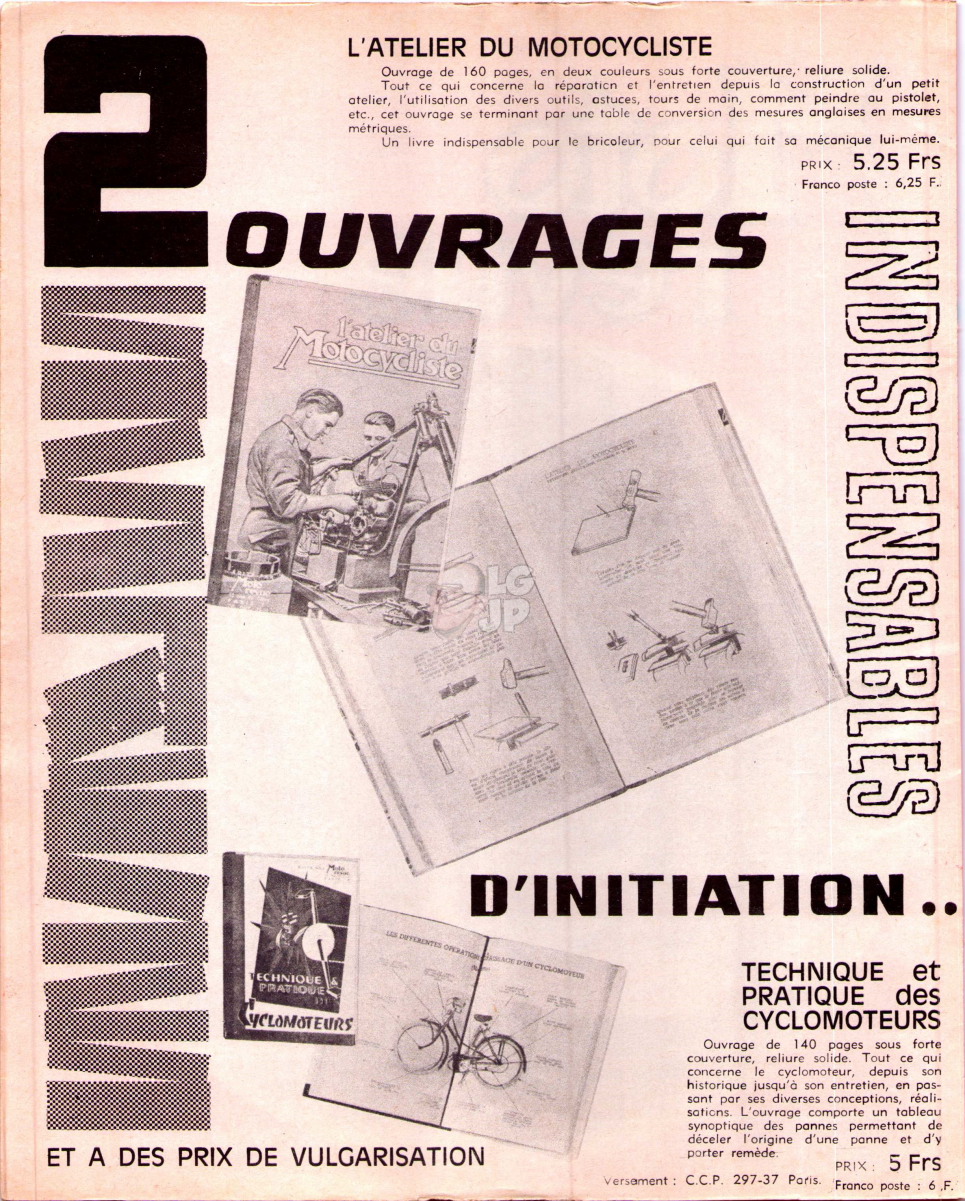 2
L'ATELIER DU MOTOCYCLISTE
Ouvrage de 160 pages, en deux couleurs sous forte couverture, reliure solide.
Tout ce qui concerne la réparation et l'entretien depuis la construction d'un petit
atelier, l'utilisation des divers outils, astuces, tours de main, comment peindre au pistolet,
etc., cet ouvrage se terminant par une table de conversion des mesures anglaises en mesures
métriques.
Un livre indispensable pour le bricoleur, pour celui qui fait sa mécanique lui-même.
PRIX : 5.25 Frs
Franco poste : 6,25 F.
OUVRAGES
INDISPENSABLES
l'atelier du
Motocycliste
LG
JP
D'INITIATION..
LES DIFFERENTES OPERATIONS
D'UN CYCLOMOTEUR
TECHNIQUE &
PRATIQUE
CYCLOMOTEURS
TECHNIQUE et
PRATIQUE des
CYCLOMOTEURS
Ouvrage de 140 pages sous forte
couverture, reliure solide. Tout ce qui
concerne le cyclomoteur, depuis son
historique jusqu'à son entretien, en pas-
sant par ses diverses conceptions, réali-
sations. L'ouvrage comporte un tableau
synoptique des pannes permettant de
déceler l'origine d'une panne et d'y
porter remède.
PRIX : 5 Frs
ET A DES PRIX DE VULGARISATION
Versement : C.C.P. 297-37 Paris.
Franco poste : 6 F.